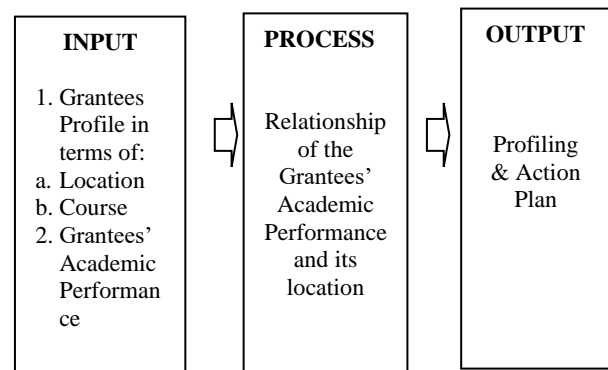 INPUT
1. Grantees
Profile in
terms of:
a. Location
b. Course
2. Grantees'
Academic
Performan
ce
PROCESS
Relationship
of the
Grantees'
Academic
Performance
and its
location
OUTPUT
Profiling
& Action
Plan